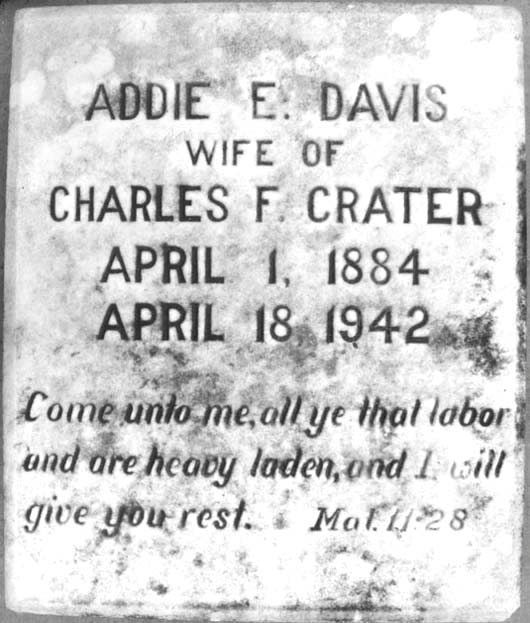 ADDIE E. DAVIS
WIFE OF
CHARLES F. CRATER
APRIL 1, 1884
APRIL 18, 1942
Come unto me, all ye that labor
and are heavy laden, and I will
give you rest. Mat. 11-28